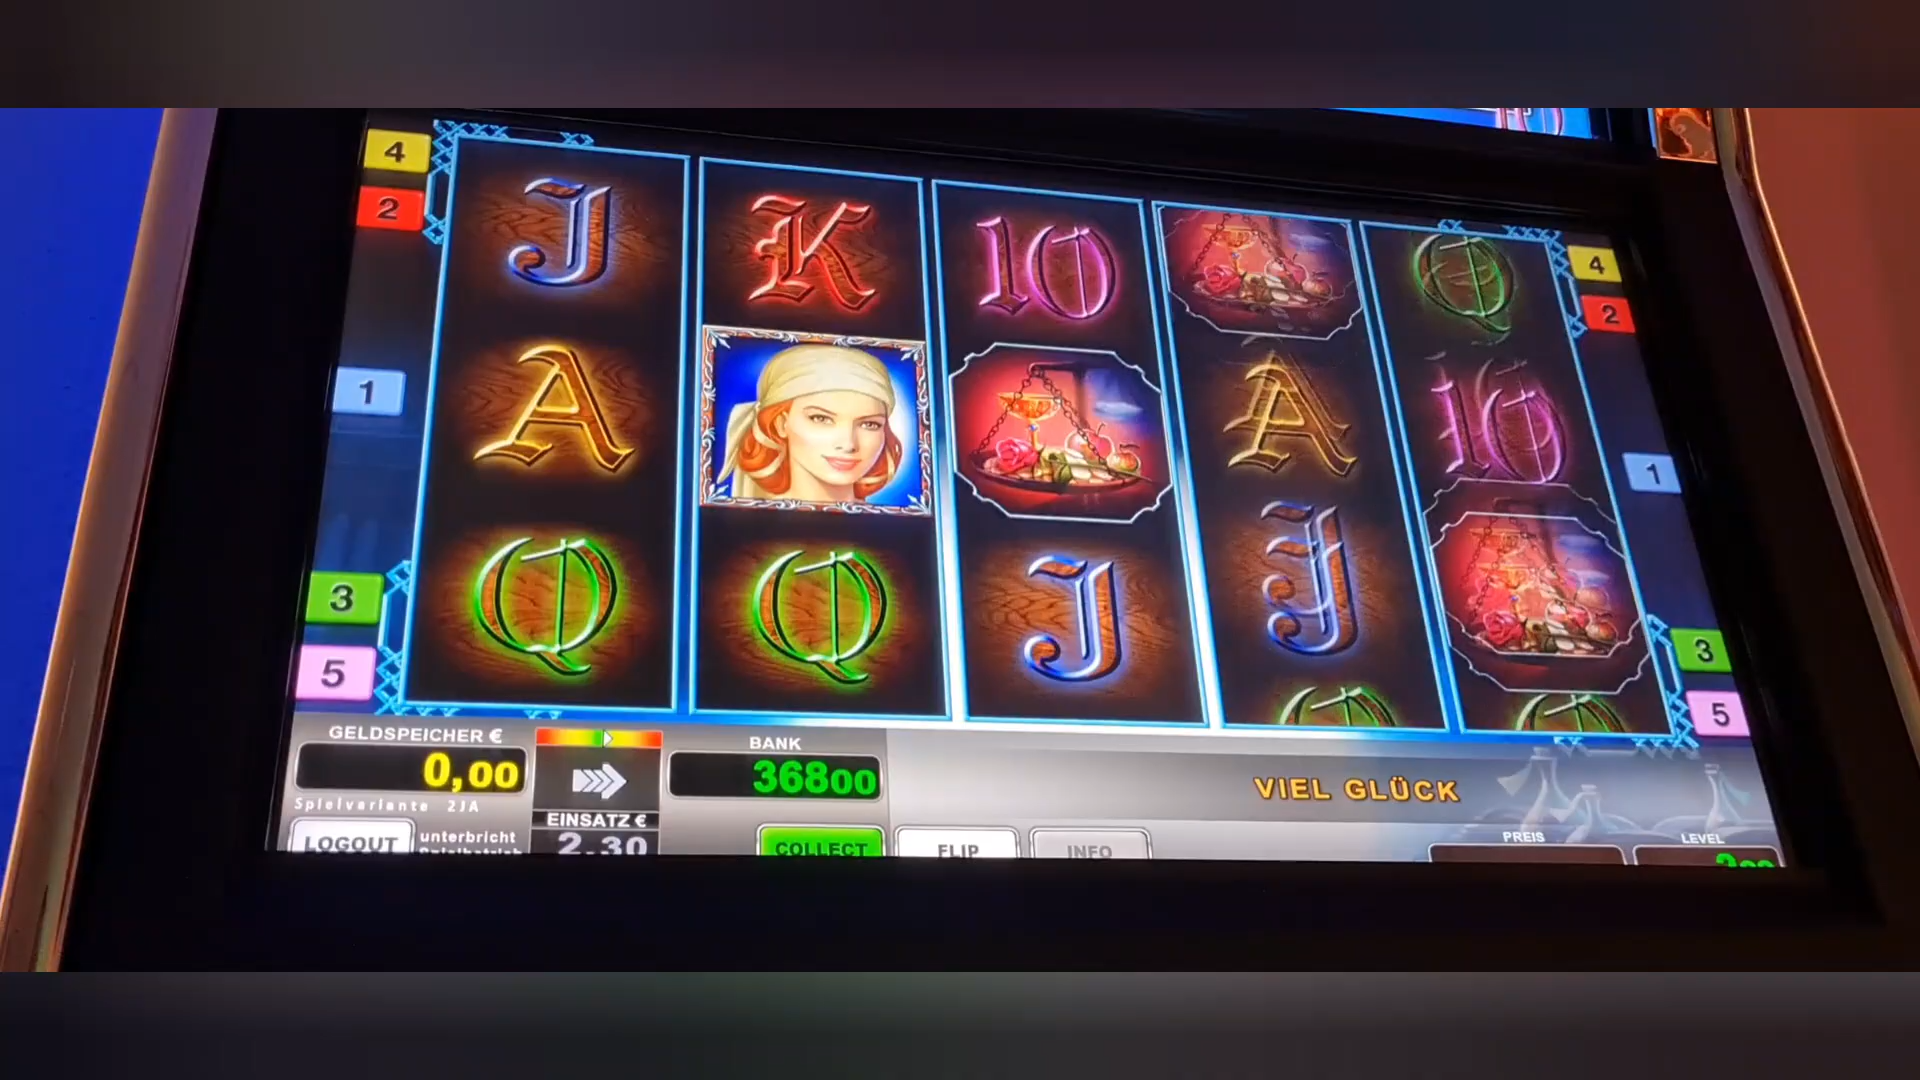 4
2
1
3
5
J K 10 Q
A A 10
Q Q J J
Q Q
4
2
1
3
5
GELDSPEICHER €
0,00
Spielvariante 2JA
LOGOUT
unterbricht
Spielbetrieb
EINSATZ €
2.30
BANK
36800
COLLECT
FLIP
INFO
VIEL GLÜCK
PREIS
LEVEL